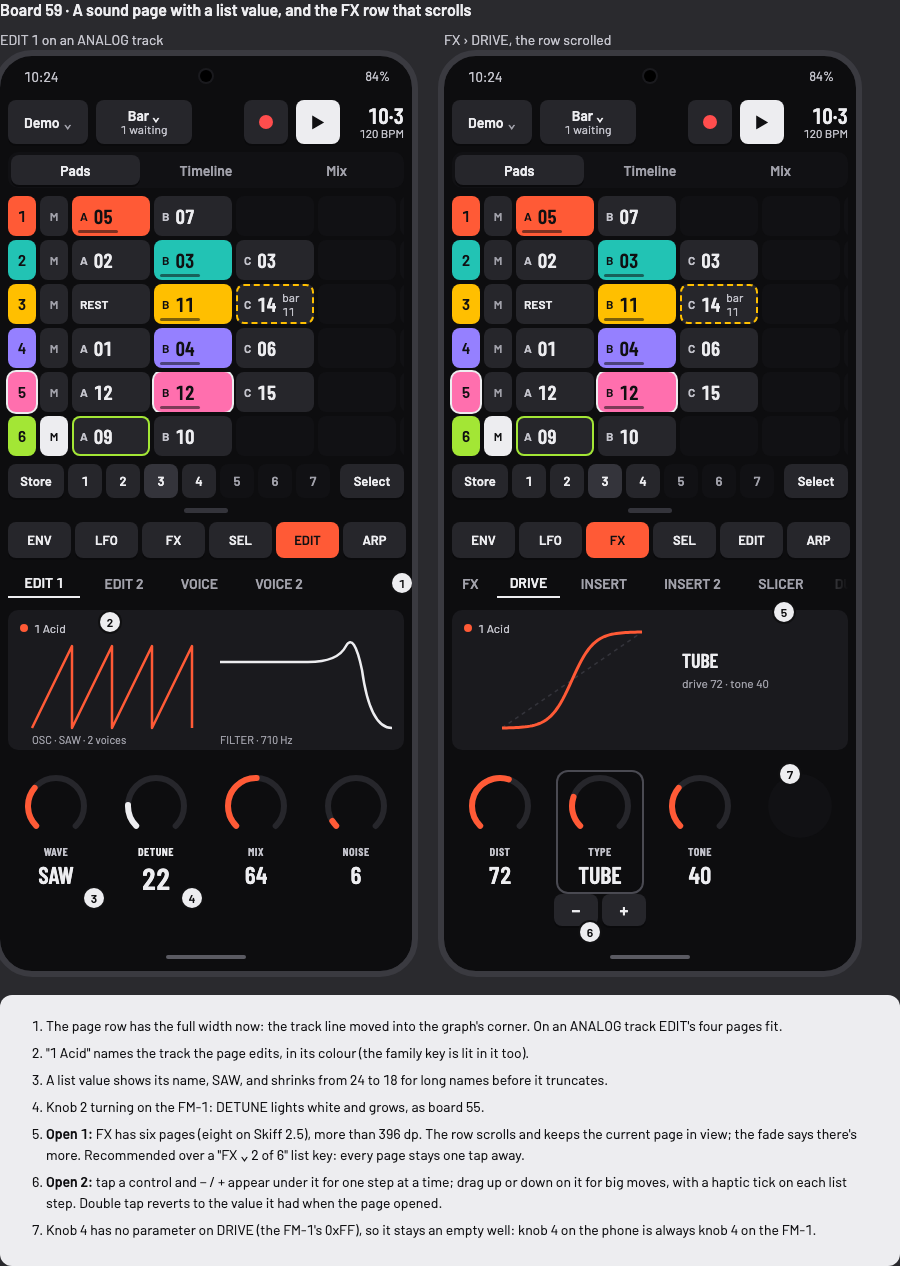 Board 59 · A sound page with a list value, and the FX row that scrolls
EDIT 1 on an ANALOG track
10:24
84%
Demo
Bar
1 waiting
10·3
120 BPM
Pads
Timeline
Mix
1 M A 05 B 07
2 M A 02 B 03 C 03
3 M REST B 11 C 14 bar 11
4 M A 01 B 04 C 06
5 M A 12 B 12 C 15
6 M A 09 B 10
Store 1 2 3 4 5 6 7 Select
ENV LFO FX SEL EDIT ARP
EDIT 1 EDIT 2 VOICE VOICE 2 1
1 Acid 2
OSC · SAW · 2 voices
FILTER · 710 Hz
WAVE DETUNE MIX NOISE
SAW 22 64 6
3 4
FX › DRIVE, the row scrolled
10:24
84%
Demo
Bar
1 waiting
10·3
120 BPM
Pads
Timeline
Mix
1 M A 05 B 07
2 M A 02 B 03 C 03
3 M REST B 11 C 14 bar 11
4 M A 01 B 04 C 06
5 M A 12 B 12 C 15
6 M A 09 B 10
Store 1 2 3 4 5 6 7 Select
ENV LFO FX SEL EDIT ARP
FX DRIVE INSERT INSERT 2 SLICER
5
1 Acid
TUBE
drive 72 · tone 40
7
DIST TYPE TONE
72 TUBE 40
− +
6
1. The page row has the full width now: the track line moved into the graph's corner. On an ANALOG track EDIT's four pages fit.
2. "1 Acid" names the track the page edits, in its colour (the family key is lit in it too).
3. A list value shows its name, SAW, and shrinks from 24 to 18 for long names before it truncates.
4. Knob 2 turning on the FM-1: DETUNE lights white and grows, as board 55.
5. Open 1: FX has six pages (eight on Skiff 2.5), more than 396 dp. The row scrolls and keeps the current page in view; the fade says there's
more. Recommended over a "FX ⌄ 2 of 6" list key: every page stays one tap away.
6. Open 2: tap a control and − / + appear under it for one step at a time; drag up or down on it for big moves, with a haptic tick on each list
step. Double tap reverts to the value it had when the page opened.
7. Knob 4 has no parameter on DRIVE (the FM-1's 0xFF), so it stays an empty well: knob 4 on the phone is always knob 4 on the FM-1.